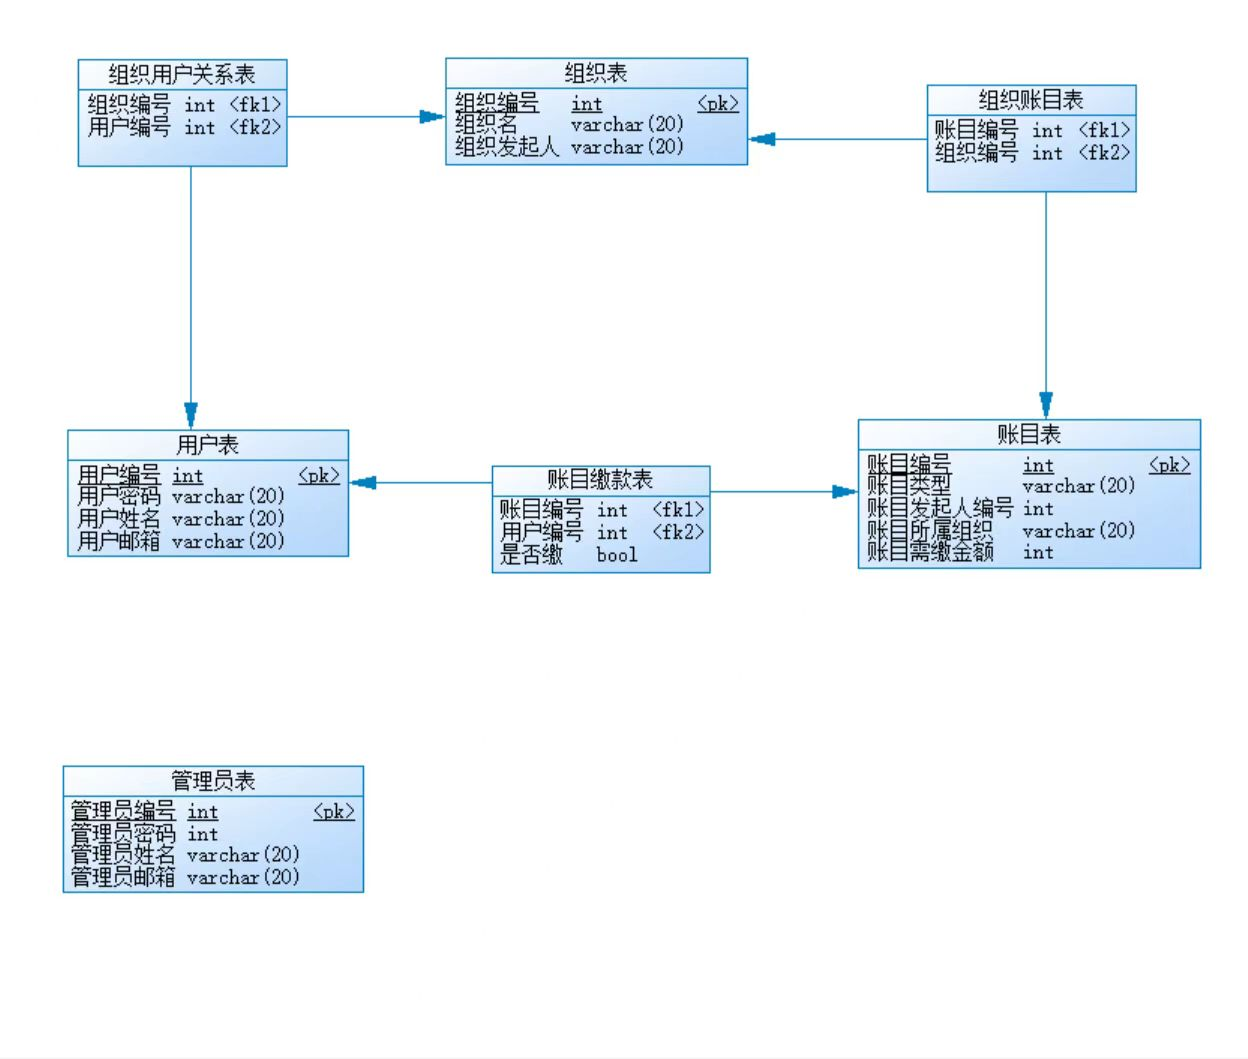 组织用户关系表
组织编号 int <fk1>
用户编号 int <fk2>
组织表
组织编号 int <pk>
组织名 varchar(20)
组织发起人 varchar(20)
组织账目表
账目编号 int <fk1>
组织编号 int <fk2>
用户表
用户编号 int <pk>
用户密码 varchar(20)
用户姓名 varchar(20)
用户邮箱 varchar(20)
账目缴款表
账目编号 int <fk1>
用户编号 int <fk2>
是否缴 bool
账目表
账目编号 int <pk>
账目类型 varchar(20)
账目发起人编号 int
账目所属组织 varchar(20)
账目需缴金额 int
管理员表
管理员编号 int <pk>
管理员密码 int
管理员姓名 varchar(20)
管理员邮箱 varchar(20)